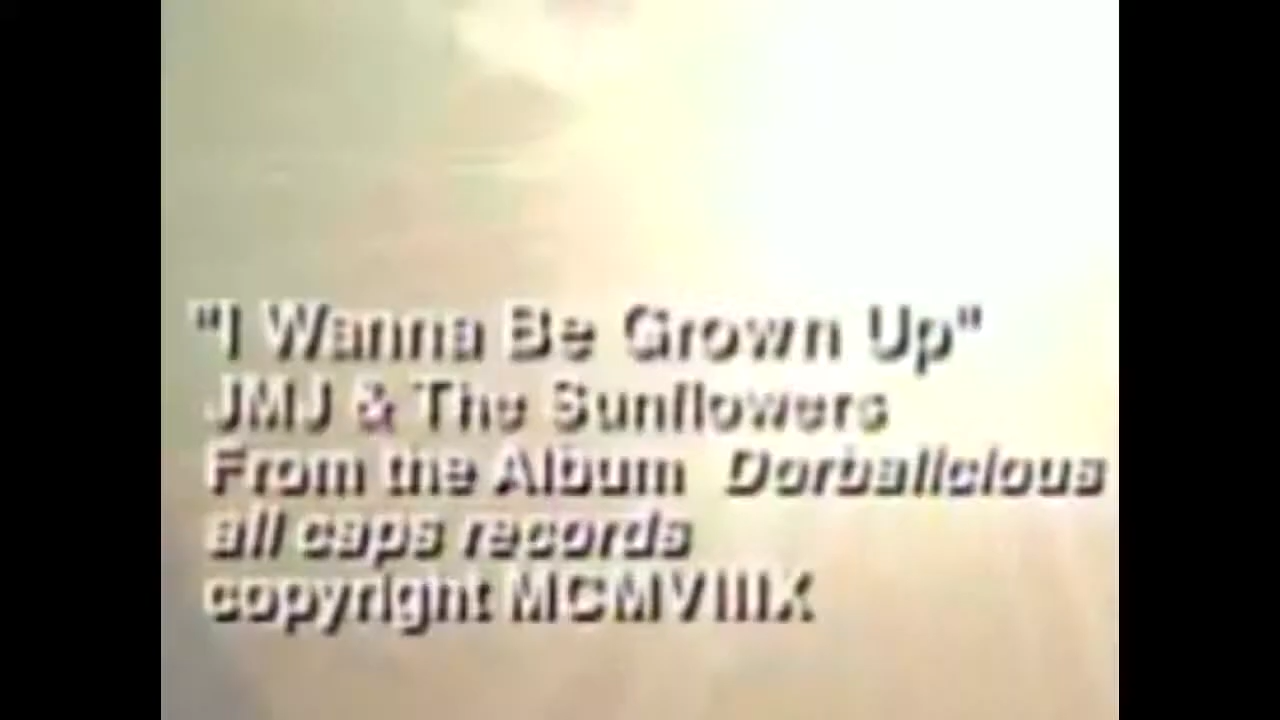 "I Wanna Be Grown Up"
JMJ & The Sunflowers
From the Album Dorbalicious
all caps records
copyright MCMVIIIX